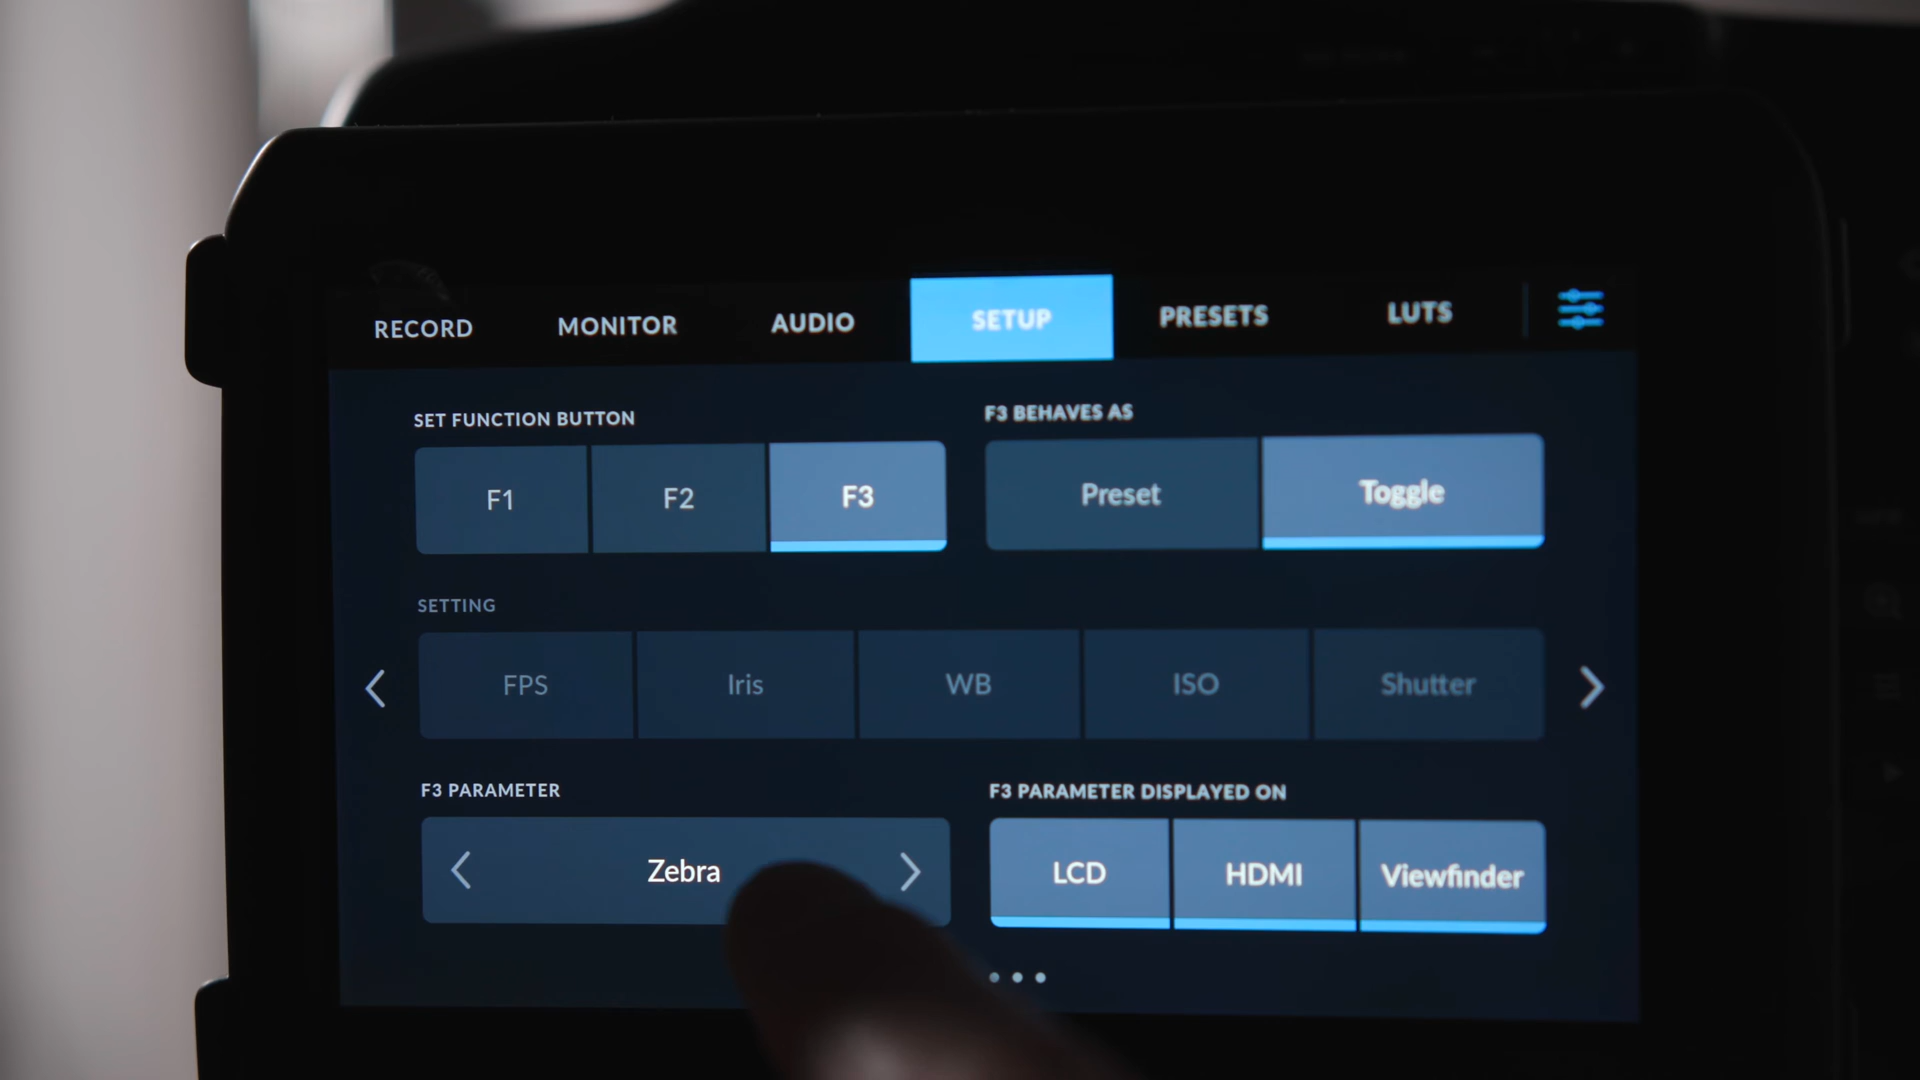 RECORD MONITOR AUDIO SETUP PRESETS LUTS
SET FUNCTION BUTTON
F1 F2 F3
F3 BEHAVES AS
Preset Toggle
SETTING
FPS Iris WB ISO Shutter
F3 PARAMETER
Zebra
F3 PARAMETER DISPLAYED ON
LCD HDMI Viewfinder